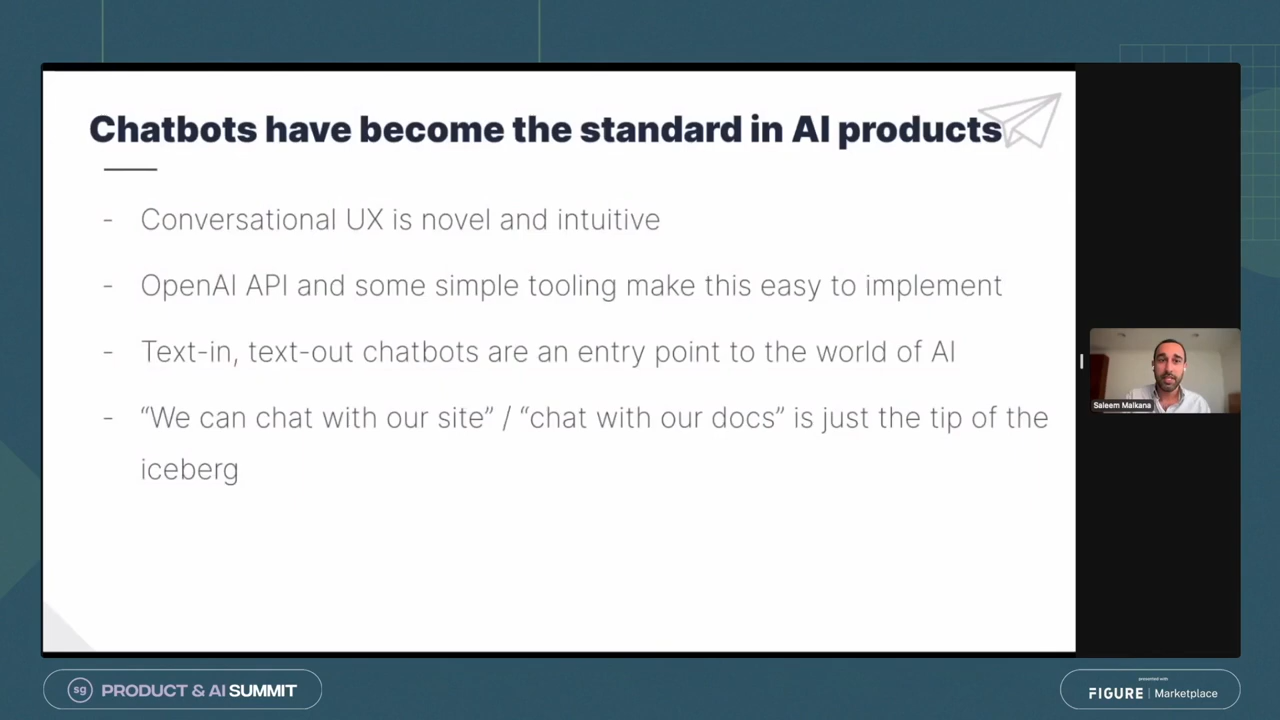 Chatbots have become the standard in AI products
- Conversational UX is novel and intuitive
- OpenAI API and some simple tooling make this easy to implement
- Text-in, text-out chatbots are an entry point to the world of AI
- “We can chat with our site” / “chat with our docs” is just the tip of the
iceberg
Saleem Malkana
sg PRODUCT & AI SUMMIT
presented with
FIGURE | Marketplace